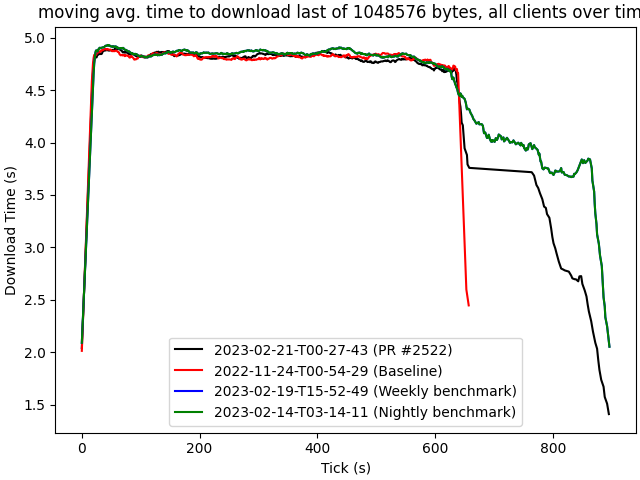 moving avg. time to download last of 1048576 bytes, all clients over tim
5.0
4.5
4.0
3.5
3.0
2.5
2.0
1.5
Download Time (s)
2023-02-21-T00-27-43 (PR #2522)
2022-11-24-T00-54-29 (Baseline)
2023-02-19-T15-52-49 (Weekly benchmark)
2023-02-14-T03-14-11 (Nightly benchmark)
0 200 400 600 800
Tick (s)